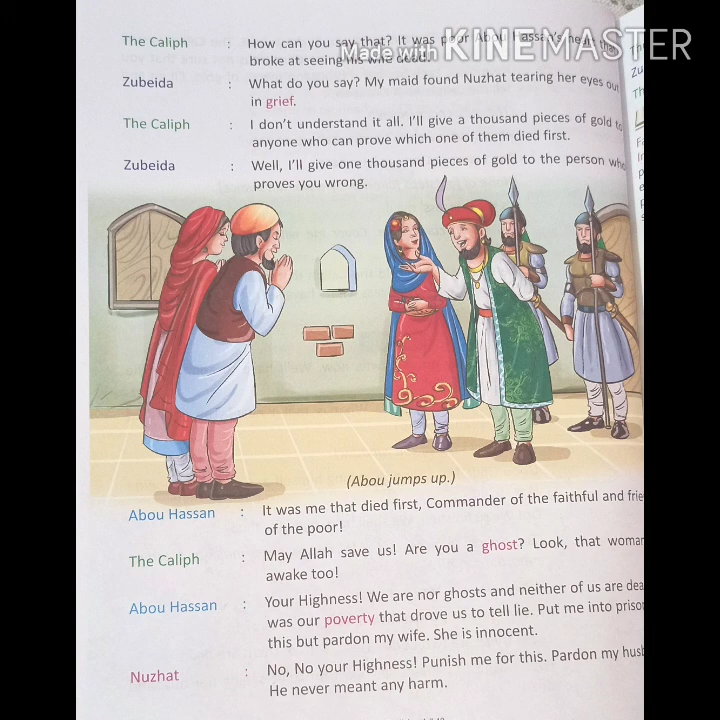 Made with KINEMASTER
The Caliph : How can you say that? It was poor Abou Hassan's
broke at seeing his wife dead.
Zubeida : What do you say? My maid found Nuzhat tearing her eyes out
in grief.
The Caliph : I don't understand it all. I'll give a thousand pieces of gold to
anyone who can prove which one of them died first.
Zubeida : Well, I'll give one thousand pieces of gold to the person who
proves you wrong.
(Abou jumps up.)
Abou Hassan : It was me that died first, Commander of the faithful and frie
of the poor!
The Caliph : May Allah save us! Are you a ghost? Look, that woman
awake too!
Abou Hassan : Your Highness! We are nor ghosts and neither of us are dea
was our poverty that drove us to tell lie. Put me into prison
this but pardon my wife. She is innocent.
Nuzhat : No, No your Highness! Punish me for this. Pardon my husb
He never meant any harm.